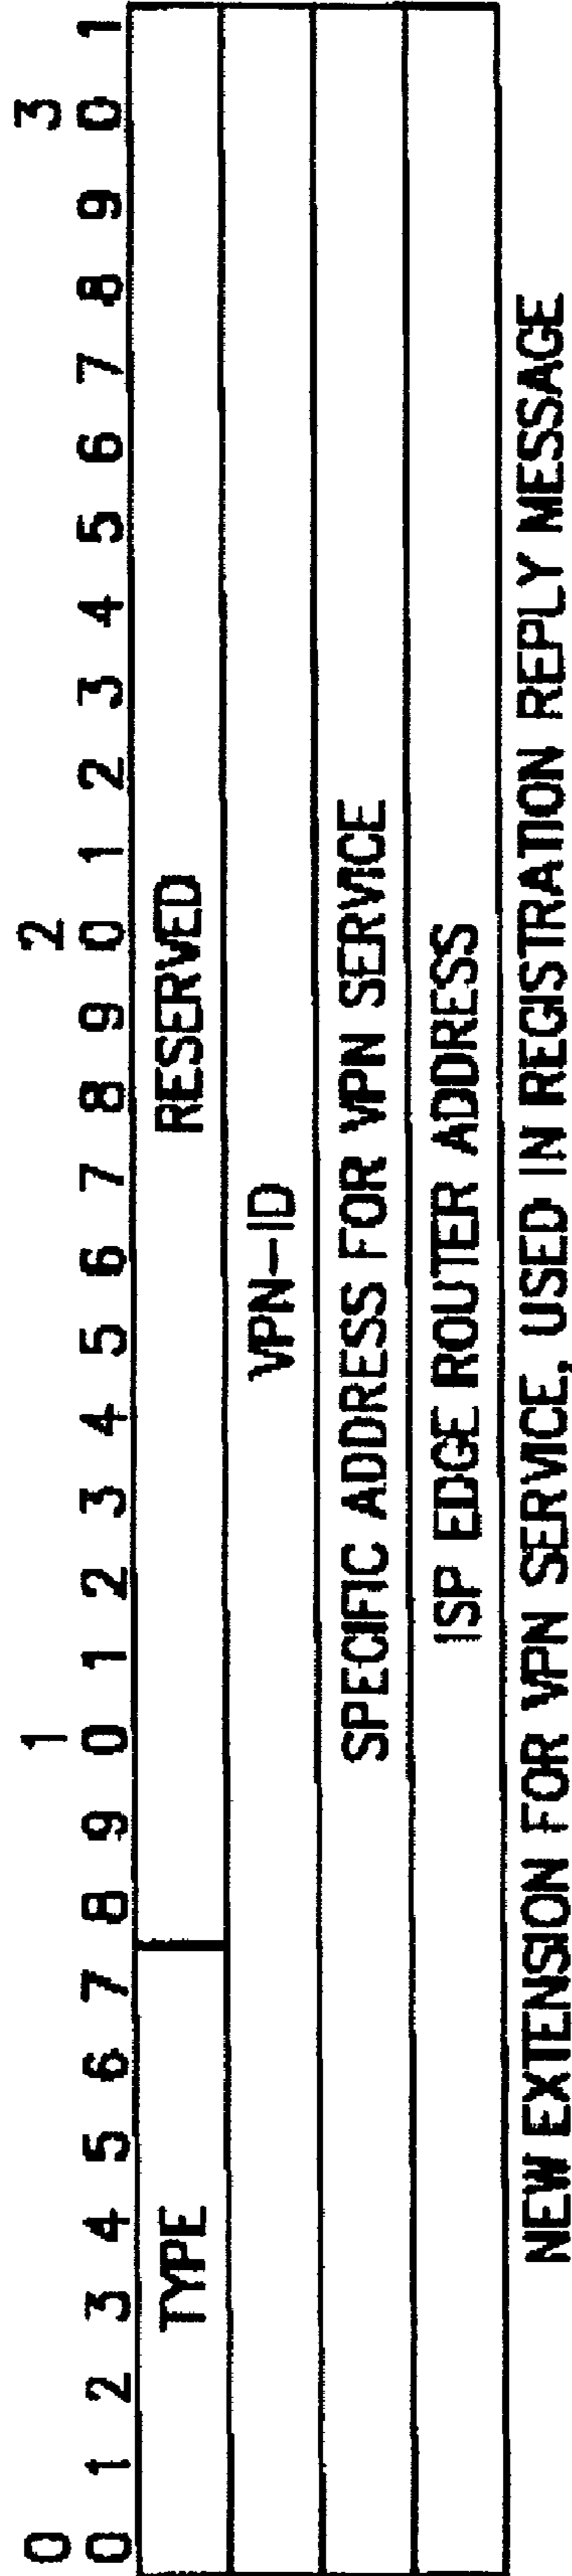 0 1 2 3
0 1 2 3 4 5 6 7 8 9 0 1 2 3 4 5 6 7 8 9 0 1 2 3 4 5 6 7 8 9 0 1
TYPE RESERVED
VPN-ID
SPECIFIC ADDRESS FOR VPN SERVICE
ISP EDGE ROUTER ADDRESS
NEW EXTENSION FOR VPN SERVICE, USED IN REGISTRATION REPLY MESSAGE